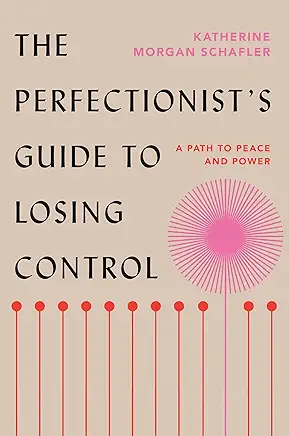 KATHERINE
MORGAN SCHAFLER
THE
PERFECTIONIST'S
GUIDE TO
LOSING
CONTROL
A PATH TO PEACE
AND POWER